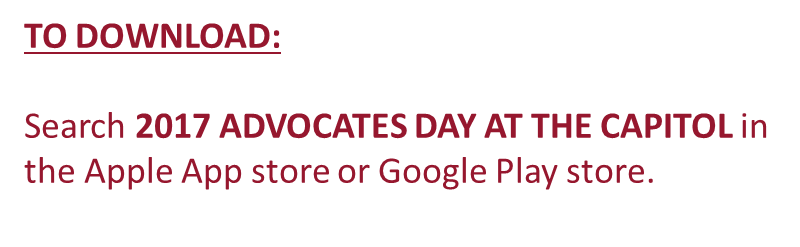 TO DOWNLOAD:
Search 2017 ADVOCATES DAY AT THE CAPITOL in
the Apple App store or Google Play store.